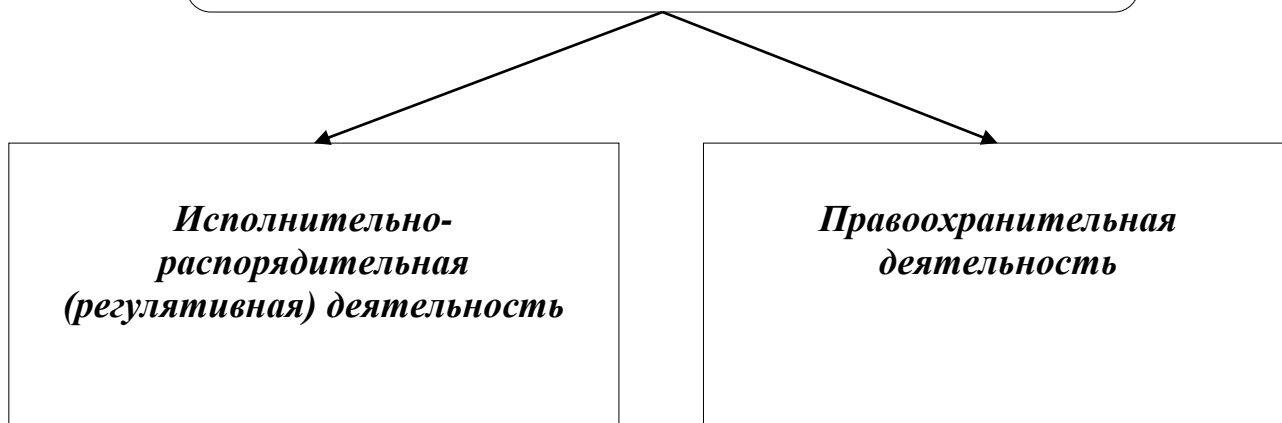 Исполнительно-
распорядительная
(регулятивная) деятельность
Правоохранительная
деятельность